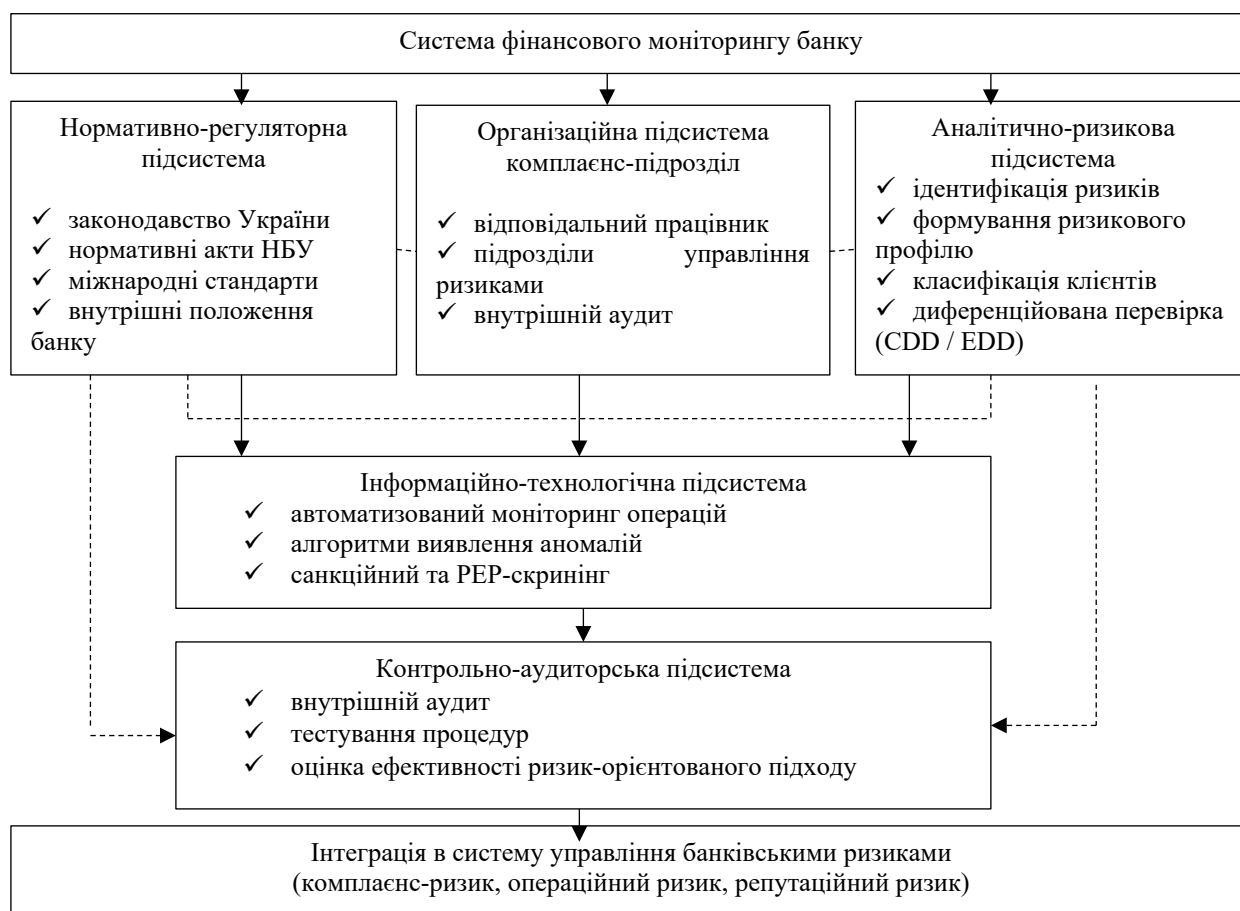 Система фінансового моніторингу банку
Нормативно-регуляторна
підсистема
✓ законодавство України
✓ нормативні акти НБУ
✓ міжнародні стандарти
✓ внутрішні положення
банку
Організаційна підсистема
комплаєнс-підрозділ
✓ відповідальний працівник
✓ підрозділи управління
ризиками
✓ внутрішній аудит
Аналітично-ризикова
підсистема
✓ ідентифікація ризиків
✓ формування ризикового
профілю
✓ класифікація клієнтів
✓ диференційована перевірка
(CDD / EDD)
Інформаційно-технологічна підсистема
✓ автоматизований моніторинг операцій
✓ алгоритми виявлення аномалій
✓ санкційний та PEP-скринінг
Контрольно-аудиторська підсистема
✓ внутрішній аудит
✓ тестування процедур
✓ оцінка ефективності ризик-орієнтованого підходу
Інтеграція в систему управління банківськими ризиками
(комплаєнс-ризик, операційний ризик, репутаційний ризик)